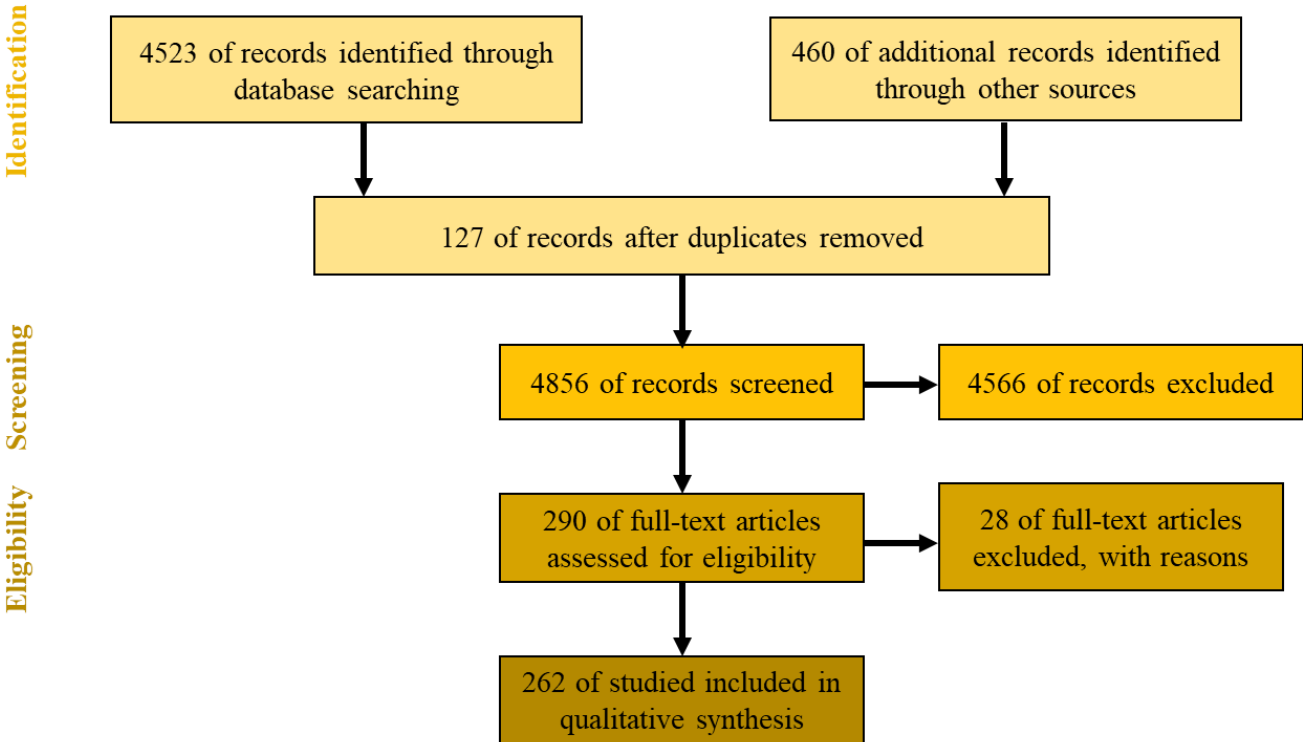 Identification
4523 of records identified through
database searching
460 of additional records identified
through other sources
127 of records after duplicates removed
Screening
4856 of records screened
4566 of records excluded
Eligibility
290 of full-text articles
assessed for eligibility
28 of full-text articles
excluded, with reasons
262 of studied included in
qualitative synthesis